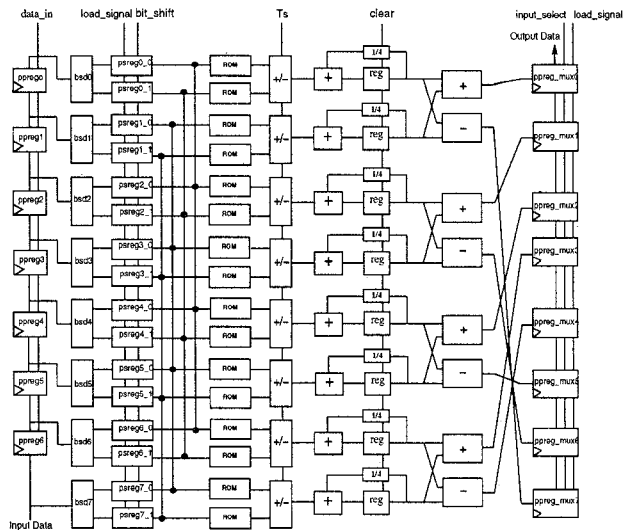 data_in load_signal bit_shift Ts clear input_select load_signal
Output Data
ppreg0 bsd0 psreg0_0 ROM +/- + 1/4 reg + ppreg_mux0
psreg0_1 ROM
ppreg1 bsd1 psreg1_0 ROM +/- + 1/4 reg − ppreg_mux1
psreg1_1 ROM
ppreg2 bsd2 psreg2_0 ROM +/- + 1/4 reg + ppreg_mux2
psreg2_1 ROM
ppreg3 bsd3 psreg3_0 ROM +/- + 1/4 reg − ppreg_mux3
psreg3_1 ROM
ppreg4 bsd4 psreg4_0 ROM +/- + 1/4 reg + ppreg_mux4
psreg4_1 ROM
ppreg5 bsd5 psreg5_0 ROM +/- + 1/4 reg − ppreg_mux5
psreg5_1 ROM
ppreg6 bsd6 psreg6_0 ROM +/- + 1/4 reg + ppreg_mux6
psreg6_1 ROM
bsd7 psreg7_0 ROM +/- + 1/4 reg − ppreg_mux7
psreg7_1 ROM
Input Data